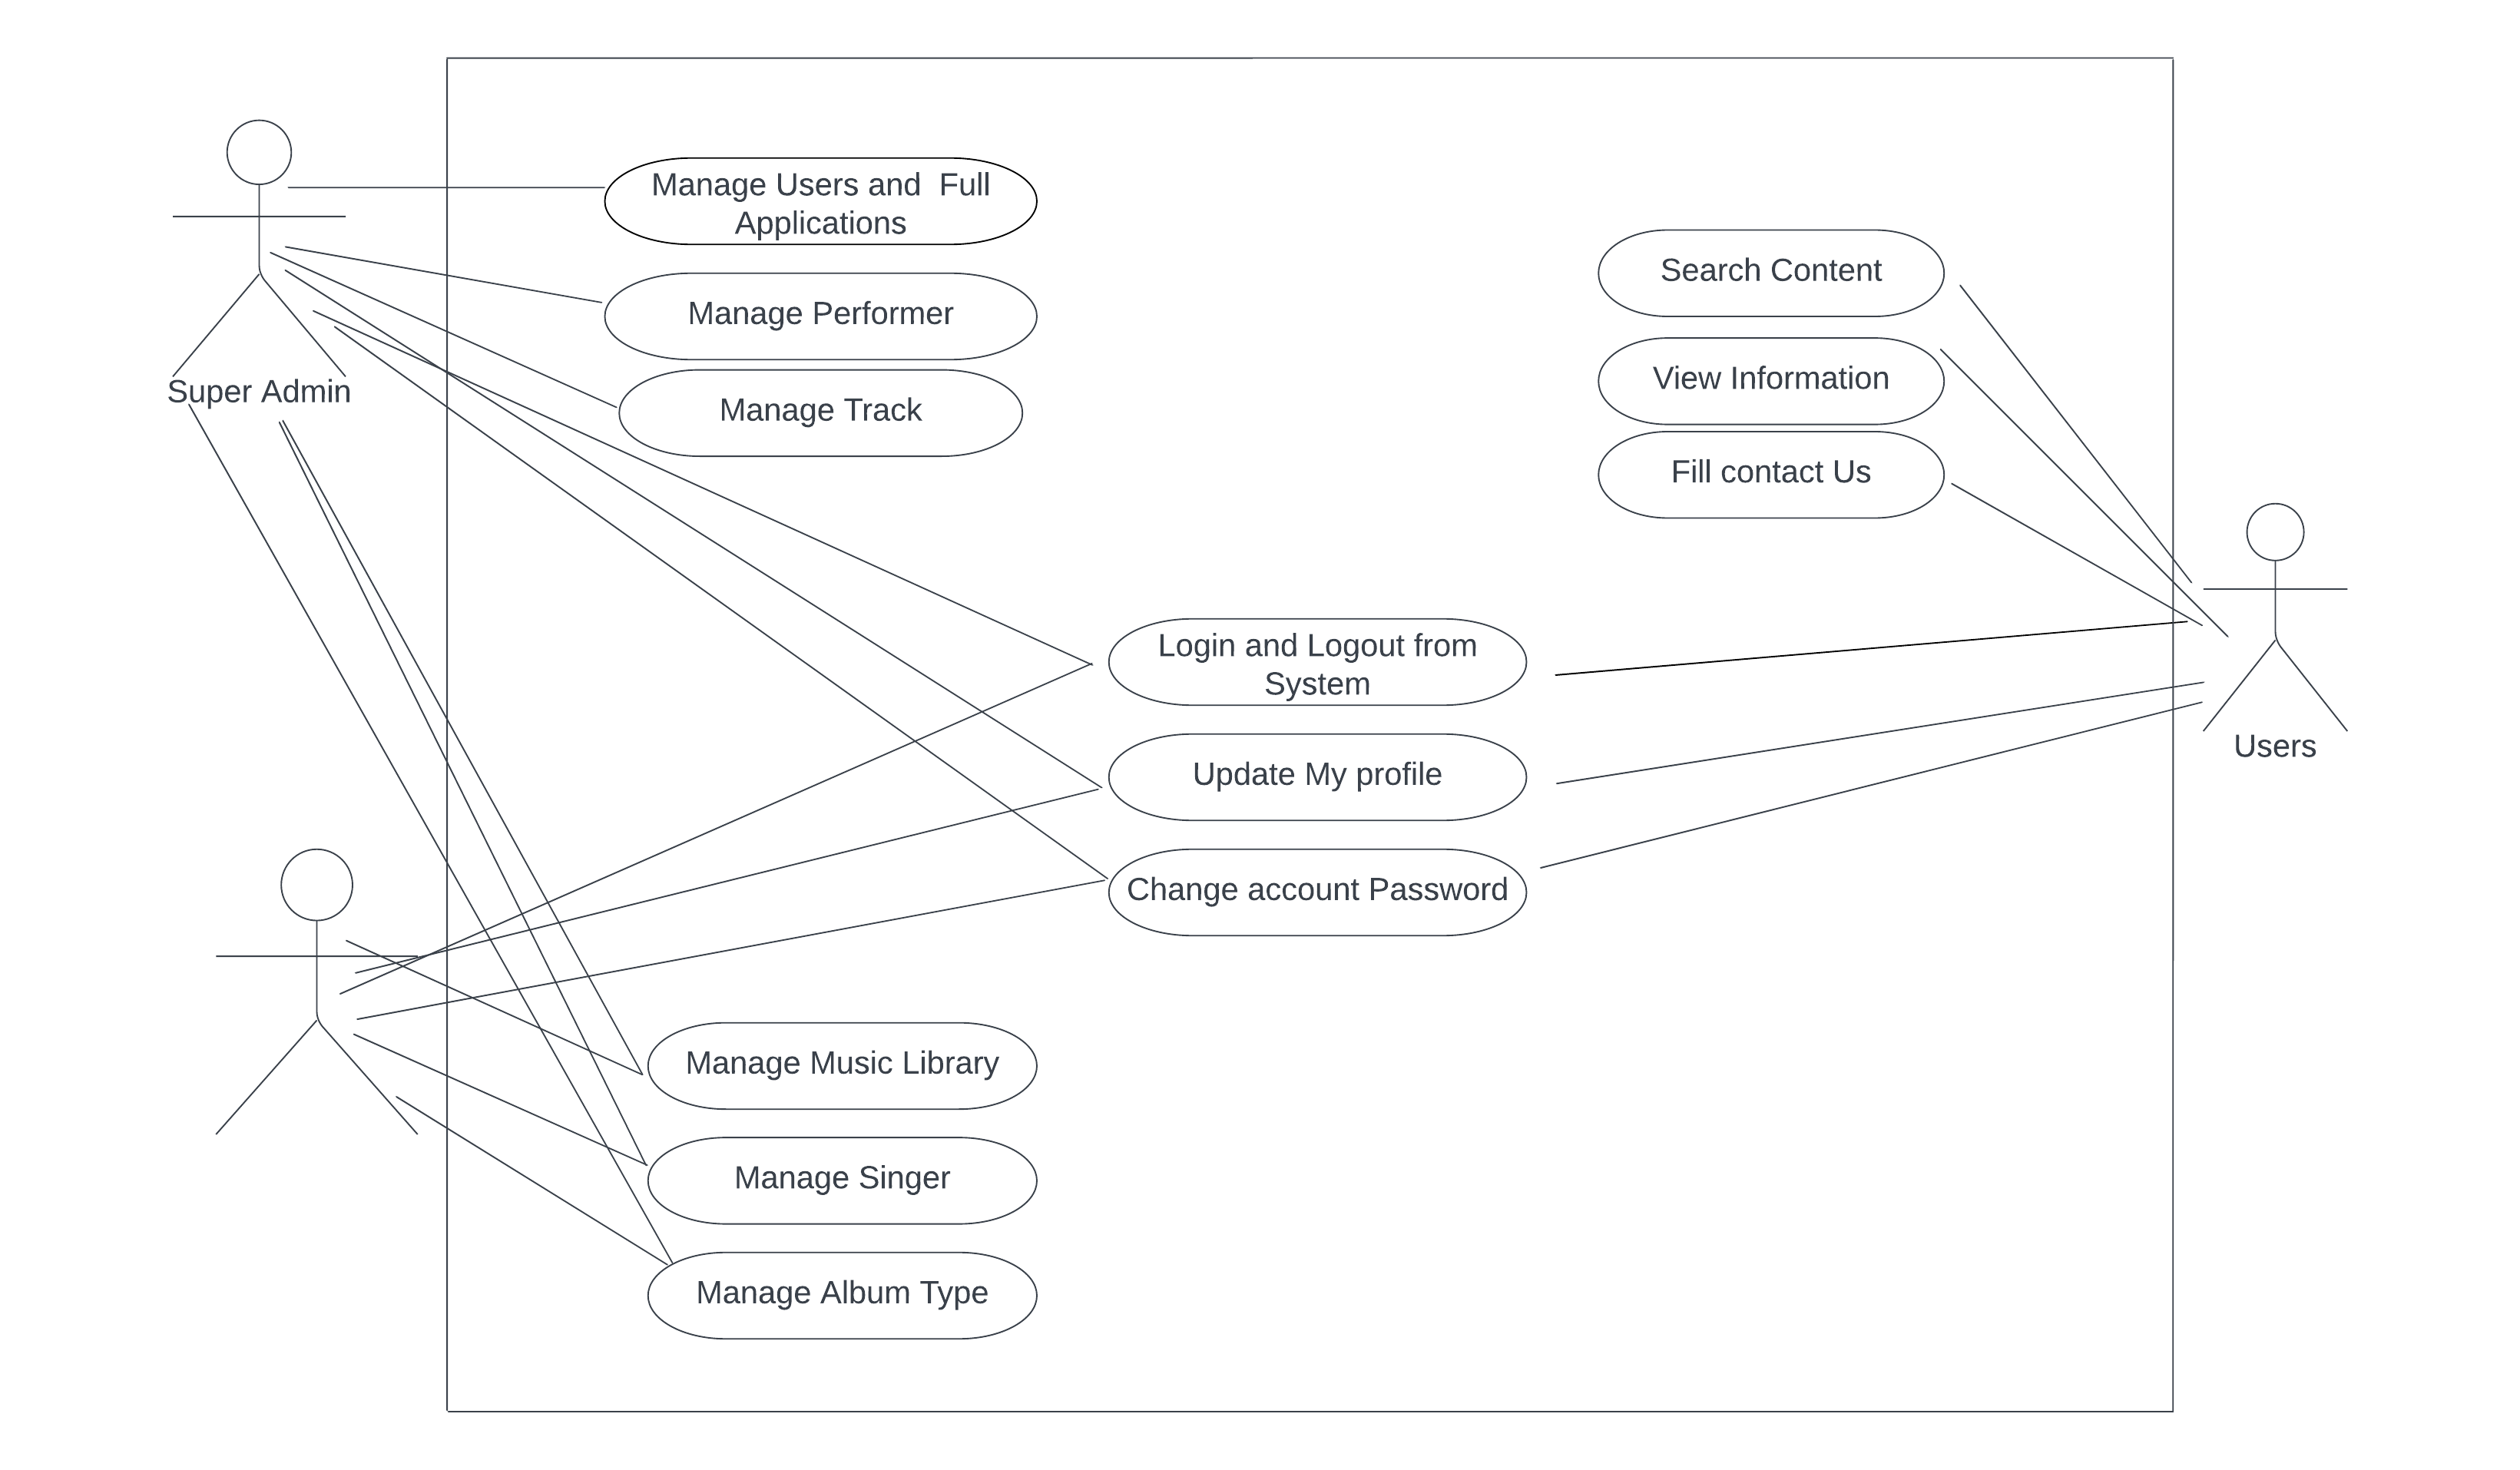 Manage Users and  Full
Applications
Manage Performer
Manage Track
Super Admin
Search Content
View Information
Fill contact Us
Login and Logout from
System
Update My profile
Change account Password
Users
Manage Music Library
Manage Singer
Manage Album Type